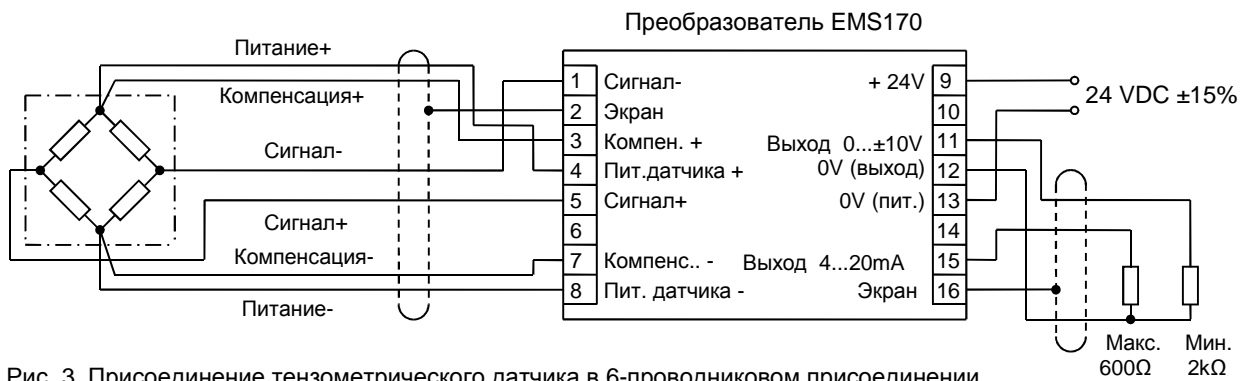 Преобразователь EMS170
Питание+
Компенсация+
Сигнал-
Сигнал+
Компенсация-
Питание-
1 Сигнал-
2 Экран
3 Компен. +
4 Пит.датчика +
5 Сигнал+
6
7 Компенс.. -
8 Пит. датчика -
+ 24V 9
10
Выход 0...±10V 11
0V (выход) 12
0V (пит.) 13
14
Выход 4...20mA 15
Экран 16
24 VDC ±15%
Макс. 600Ω
Мин. 2kΩ
Рис. 3 Присоединение тензометрического датчика в 6-проводниковом присоединении